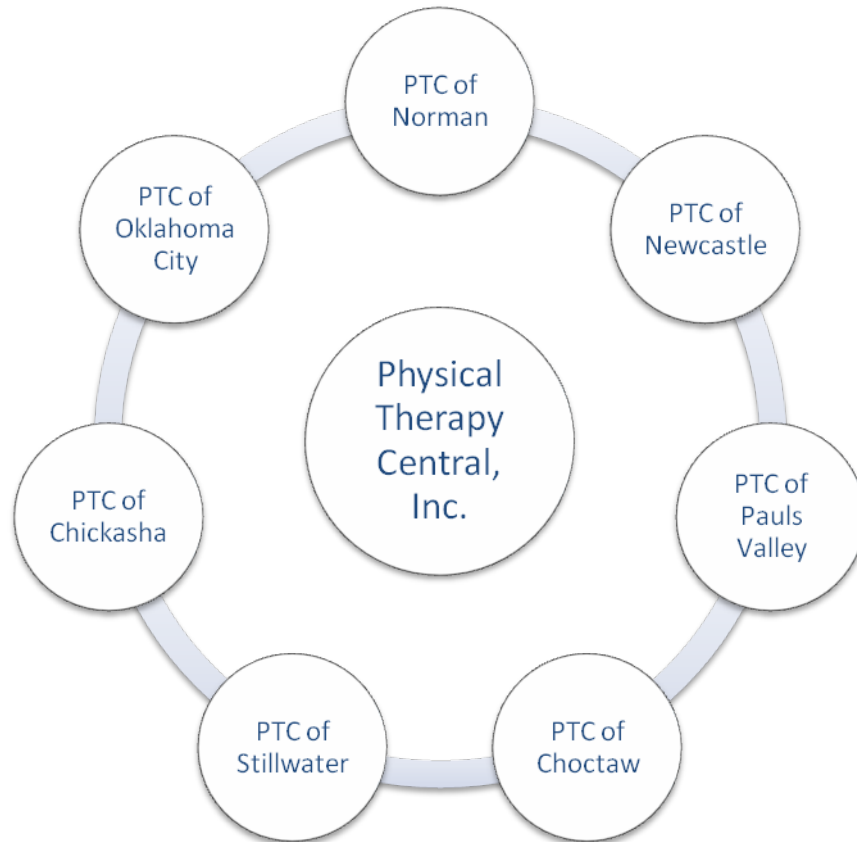 PTC of
Norman
PTC of
Newcastle
PTC of
Pauls
Valley
PTC of
Choctaw
PTC of
Stillwater
PTC of
Chickasha
PTC of
Oklahoma
City
Physical
Therapy
Central,
Inc.